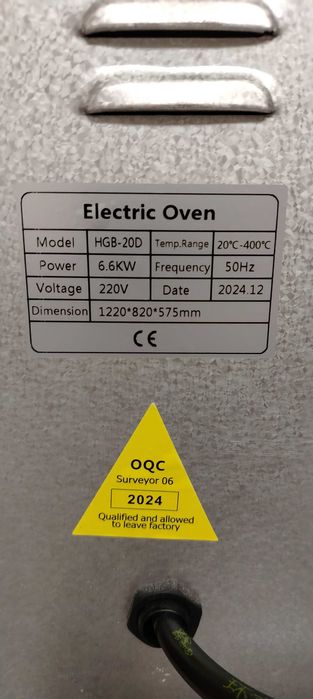 Electric Oven
Model HGB-20D Temp.Range 20℃-400℃
Power 6.6KW Frequency 50Hz
Voltage 220V Date 2024.12
Dimension 1220*820*575mm
CE
OQC
Surveyor 06
2024
Qualified and allowed
to leave factory